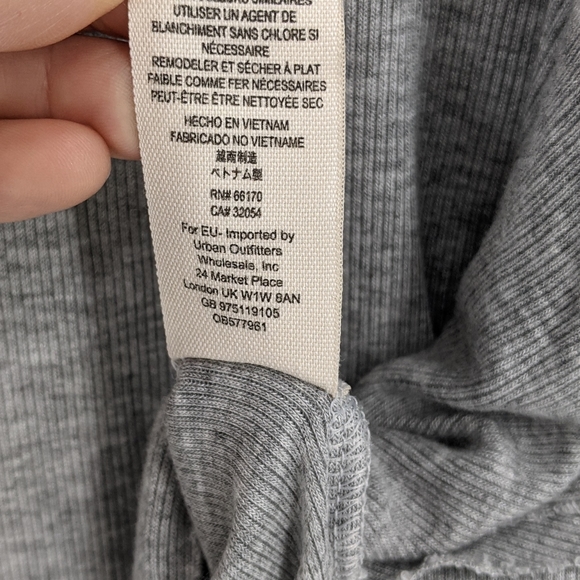 UTILISER UN AGENT DE
BLANCHIMENT SANS CHLORE SI
NÉCESSAIRE
REMODELER ET SÉCHER À PLAT
FAIBLE COMME FER NÉCESSAIRES
PEUT-ÊTRE ÊTRE NETTOYÉE SEC
HECHO EN VIETNAM
FABRICADO NO VIETNAME
越南制造
ベトナム製
RN# 66170
CA# 32054
For EU- Imported by
Urban Outfitters
Wholesale, Inc
24 Market Place
London UK W1W 8AN
GB 975119105
OB577961